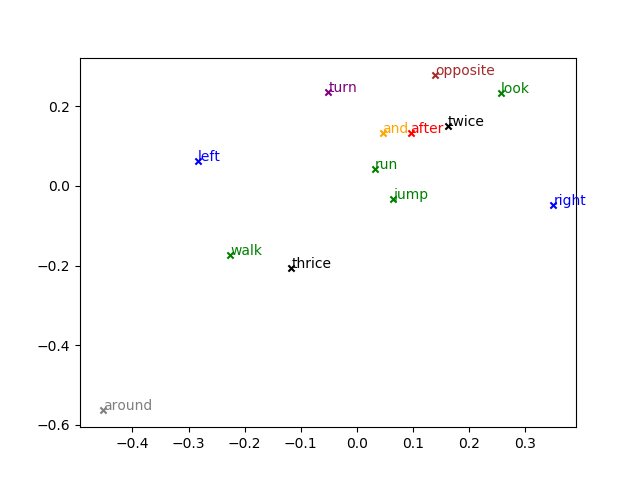 opposite
turn
look
0.2
twice
and
after
left
run
0.0
jump
right
walk
thrice
−0.2
−0.4
around
−0.6
−0.4 −0.3 −0.2 −0.1 0.0 0.1 0.2 0.3